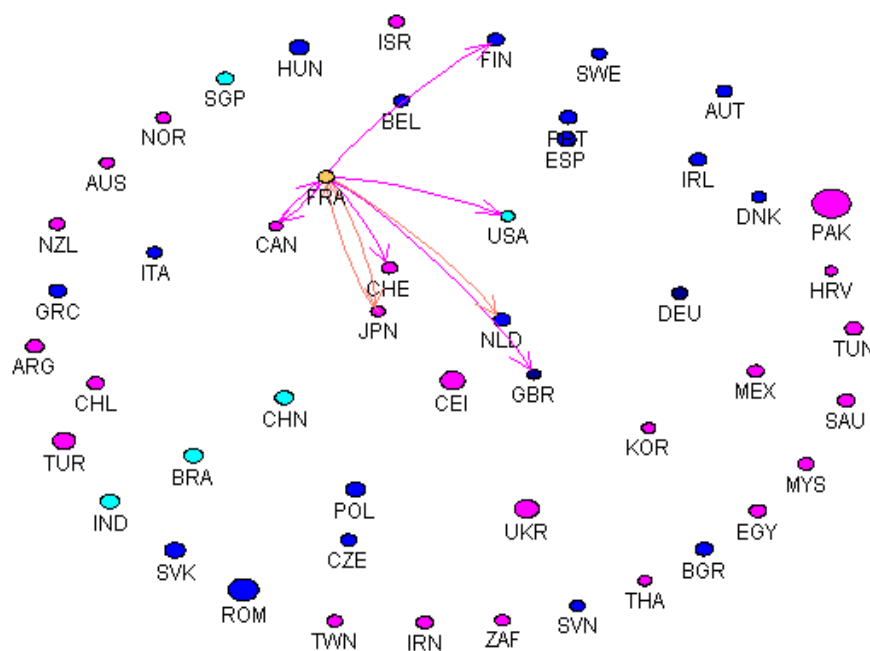 ISR
FIN
HUN
SWE
SGP
AUT
BEL
NOR
PRT
ESP
AUS
IRL
FRA
DNK
PAK
CAN
USA
NZL
ITA
CHE
HRV
GRC
DEU
JPN
NLD
TUN
ARG
CHL
CEI
GBR
MEX
CHN
SAU
TUR
KOR
BRA
MYS
IND
POL
UKR
EGY
SVK
CZE
BGR
ROM
THA
SVN
TWN
IRN
ZAF